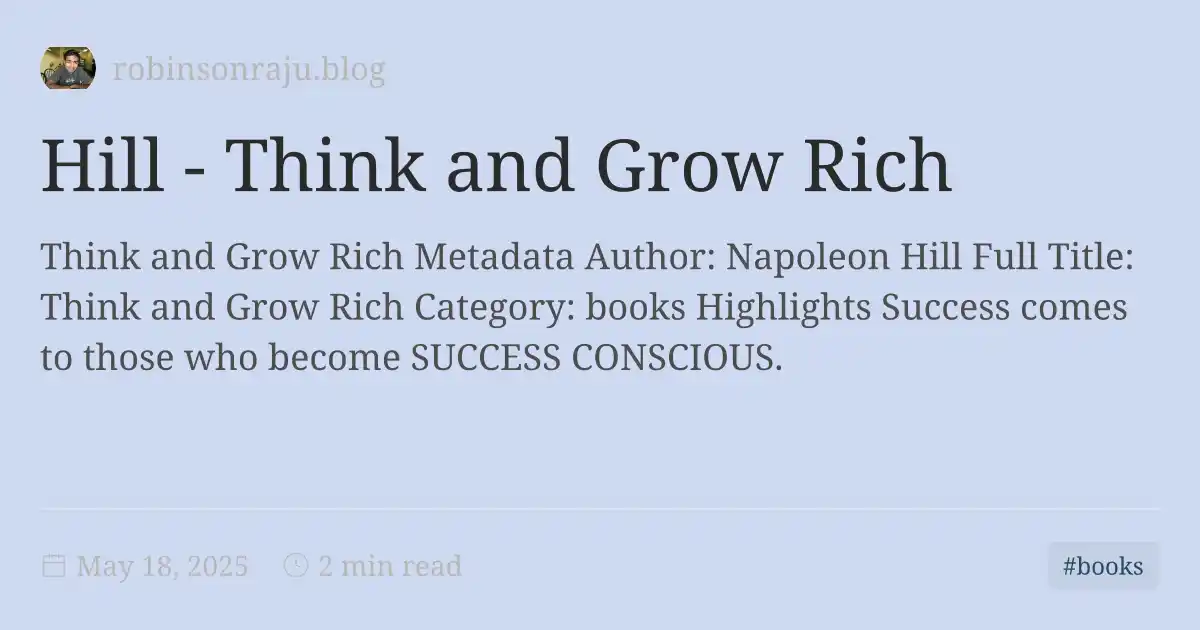 robinsonraju.blog
Hill - Think and Grow Rich
Think and Grow Rich Metadata Author: Napoleon Hill Full Title:
Think and Grow Rich Category: books Highlights Success comes
to those who become SUCCESS CONSCIOUS.
May 18, 2025
2 min read
#books